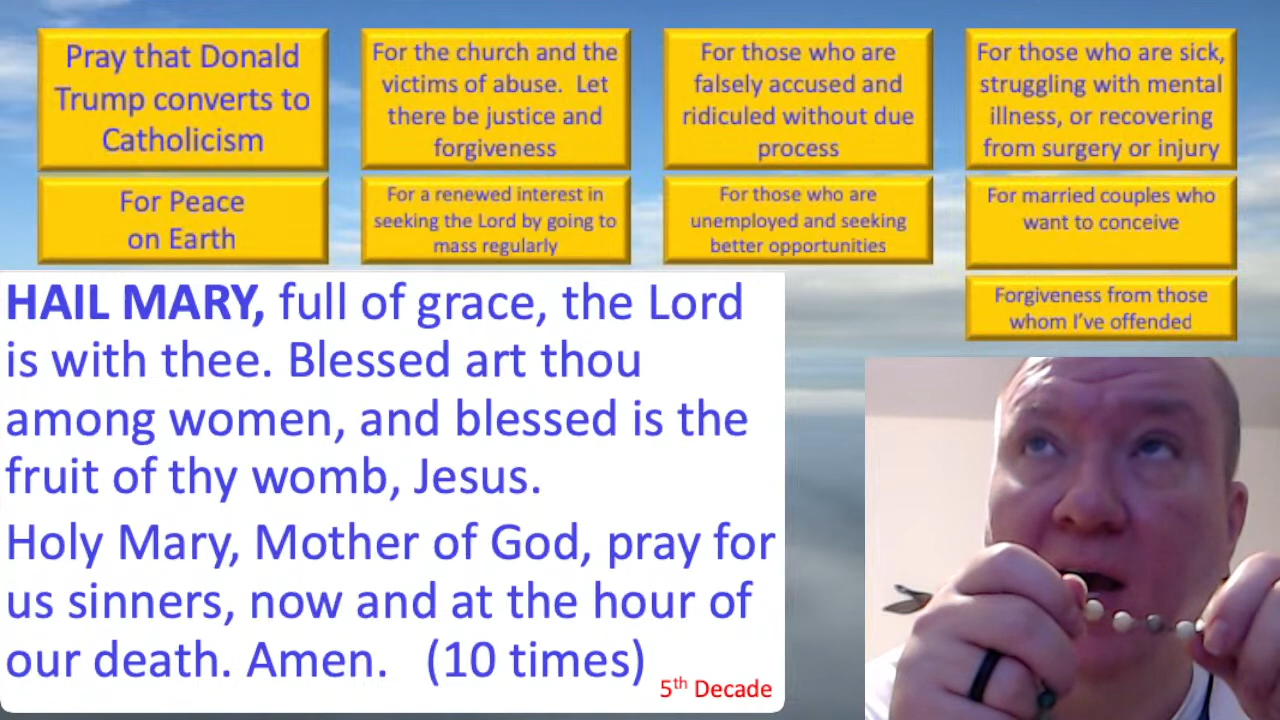 Pray that Donald
Trump converts to
Catholicism
For the church and the
victims of abuse.  Let
there be justice and
forgiveness
For those who are
falsely accused and
ridiculed without due
process
For those who are sick,
struggling with mental
illness, or recovering
from surgery or injury
For Peace
on Earth
For a renewed interest in
seeking the Lord by going to
mass regularly
For those who are
unemployed and seeking
better opportunities
For married couples who
want to conceive
Forgiveness from those
whom I've offended
HAIL MARY, full of grace, the Lord
is with thee. Blessed art thou
among women, and blessed is the
fruit of thy womb, Jesus.
Holy Mary, Mother of God, pray for
us sinners, now and at the hour of
our death. Amen.   (10 times)
5th Decade